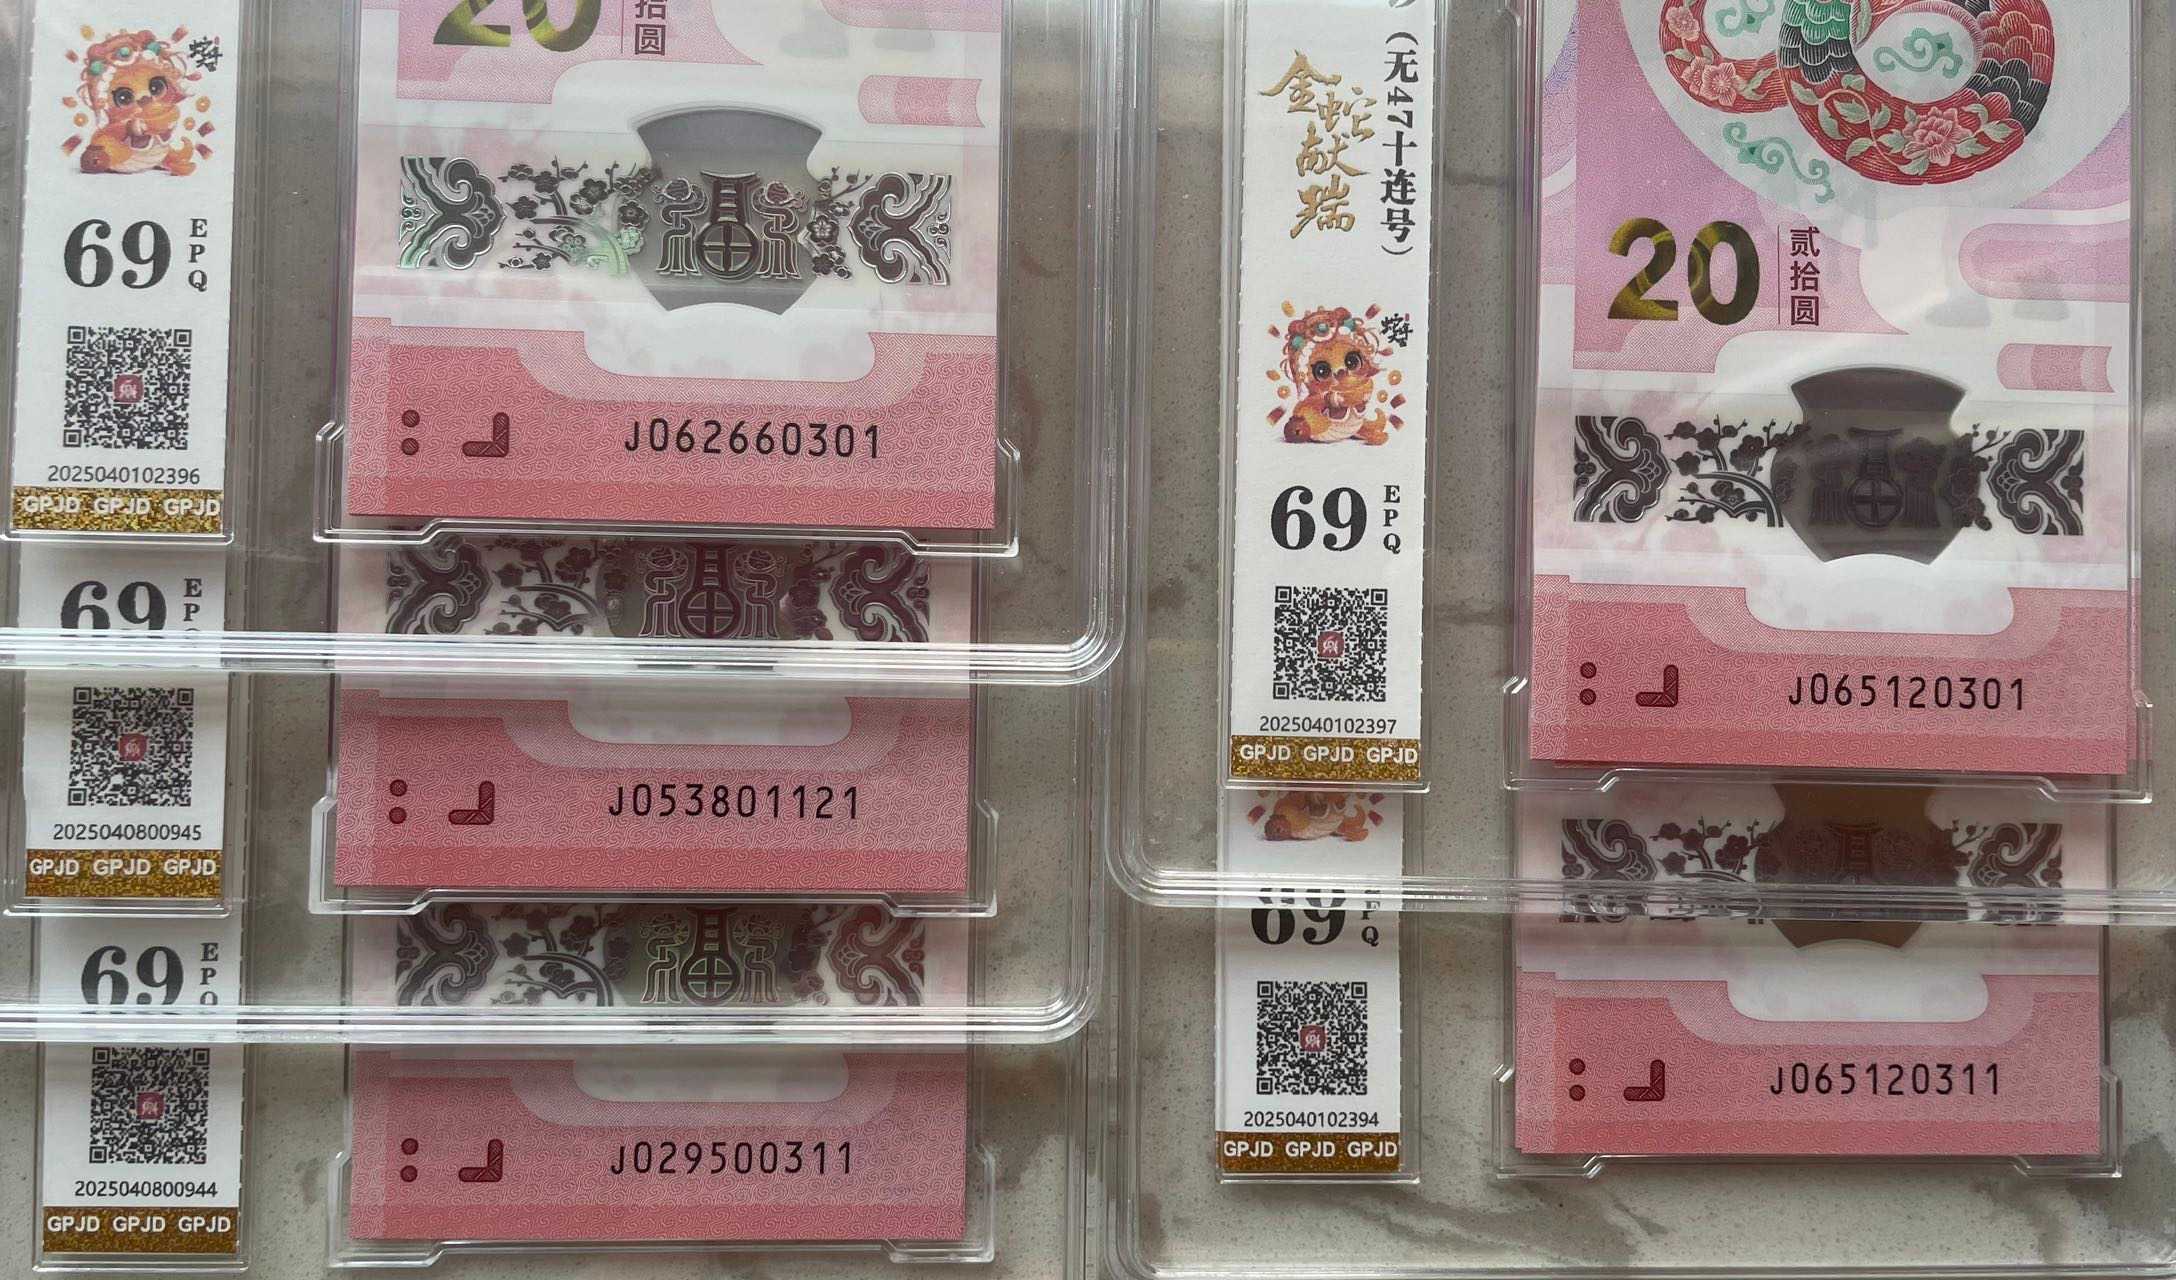 20
拾
圆
69
EPQ
2025040102396
GPJD GPJD GPJD
J062660301
69
EPQ
2025040800945
GPJD GPJD GPJD
J053801121
69
EPQ
2025040800944
GPJD GPJD GPJD
J029500311
(无47十连号)
金蛇献瑞
69
EPQ
2025040102397
GPJD GPJD GPJD
20
贰拾圆
J065120301
69
EPQ
2025040102394
GPJD GPJD GPJD
J065120311